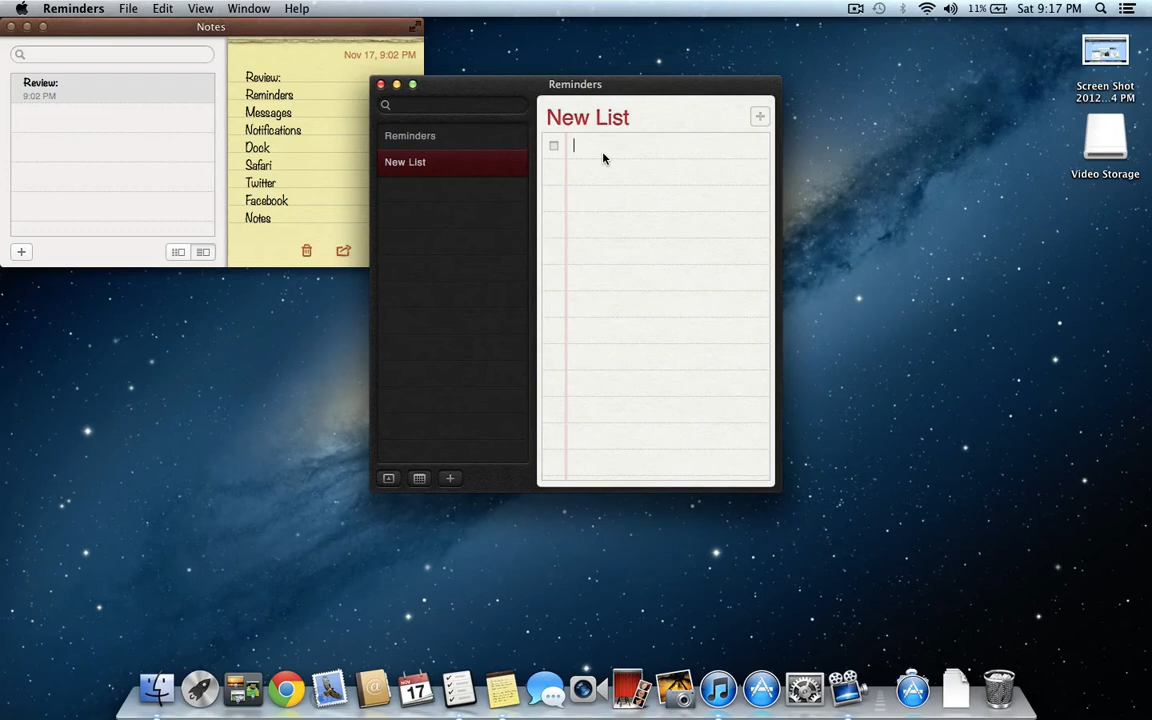 Reminders File Edit View Window Help
11% Sat 9:17 PM
Notes
Review:
9:02 PM
Nov 17, 9:02 PM
Review:
Reminders
Messages
Notifications
Dock
Safari
Twitter
Facebook
Notes
Reminders
Reminders
New List
New List
Screen Shot
2012...4 PM
Video Storage
NOV
17